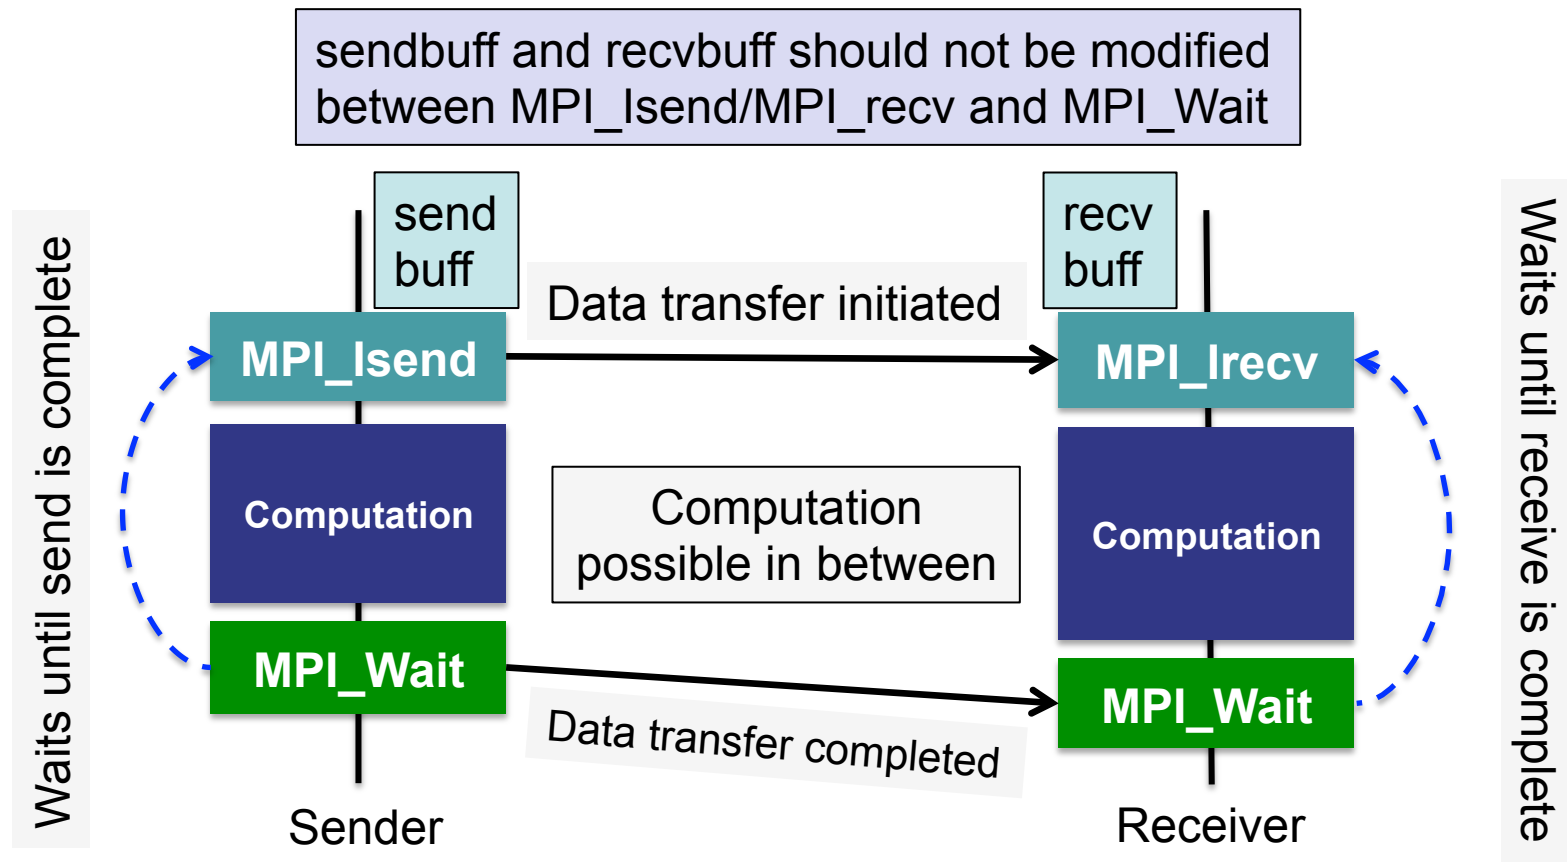 sendbuff and recvbuff should not be modified
between MPI_Isend/MPI_recv and MPI_Wait
Waits until send is complete
send
buff
Data transfer initiated
recv
buff
Waits until receive is complete
MPI_Isend
MPI_Irecv
Computation
Computation
possible in between
Computation
MPI_Wait
Data transfer completed
MPI_Wait
Sender
Receiver